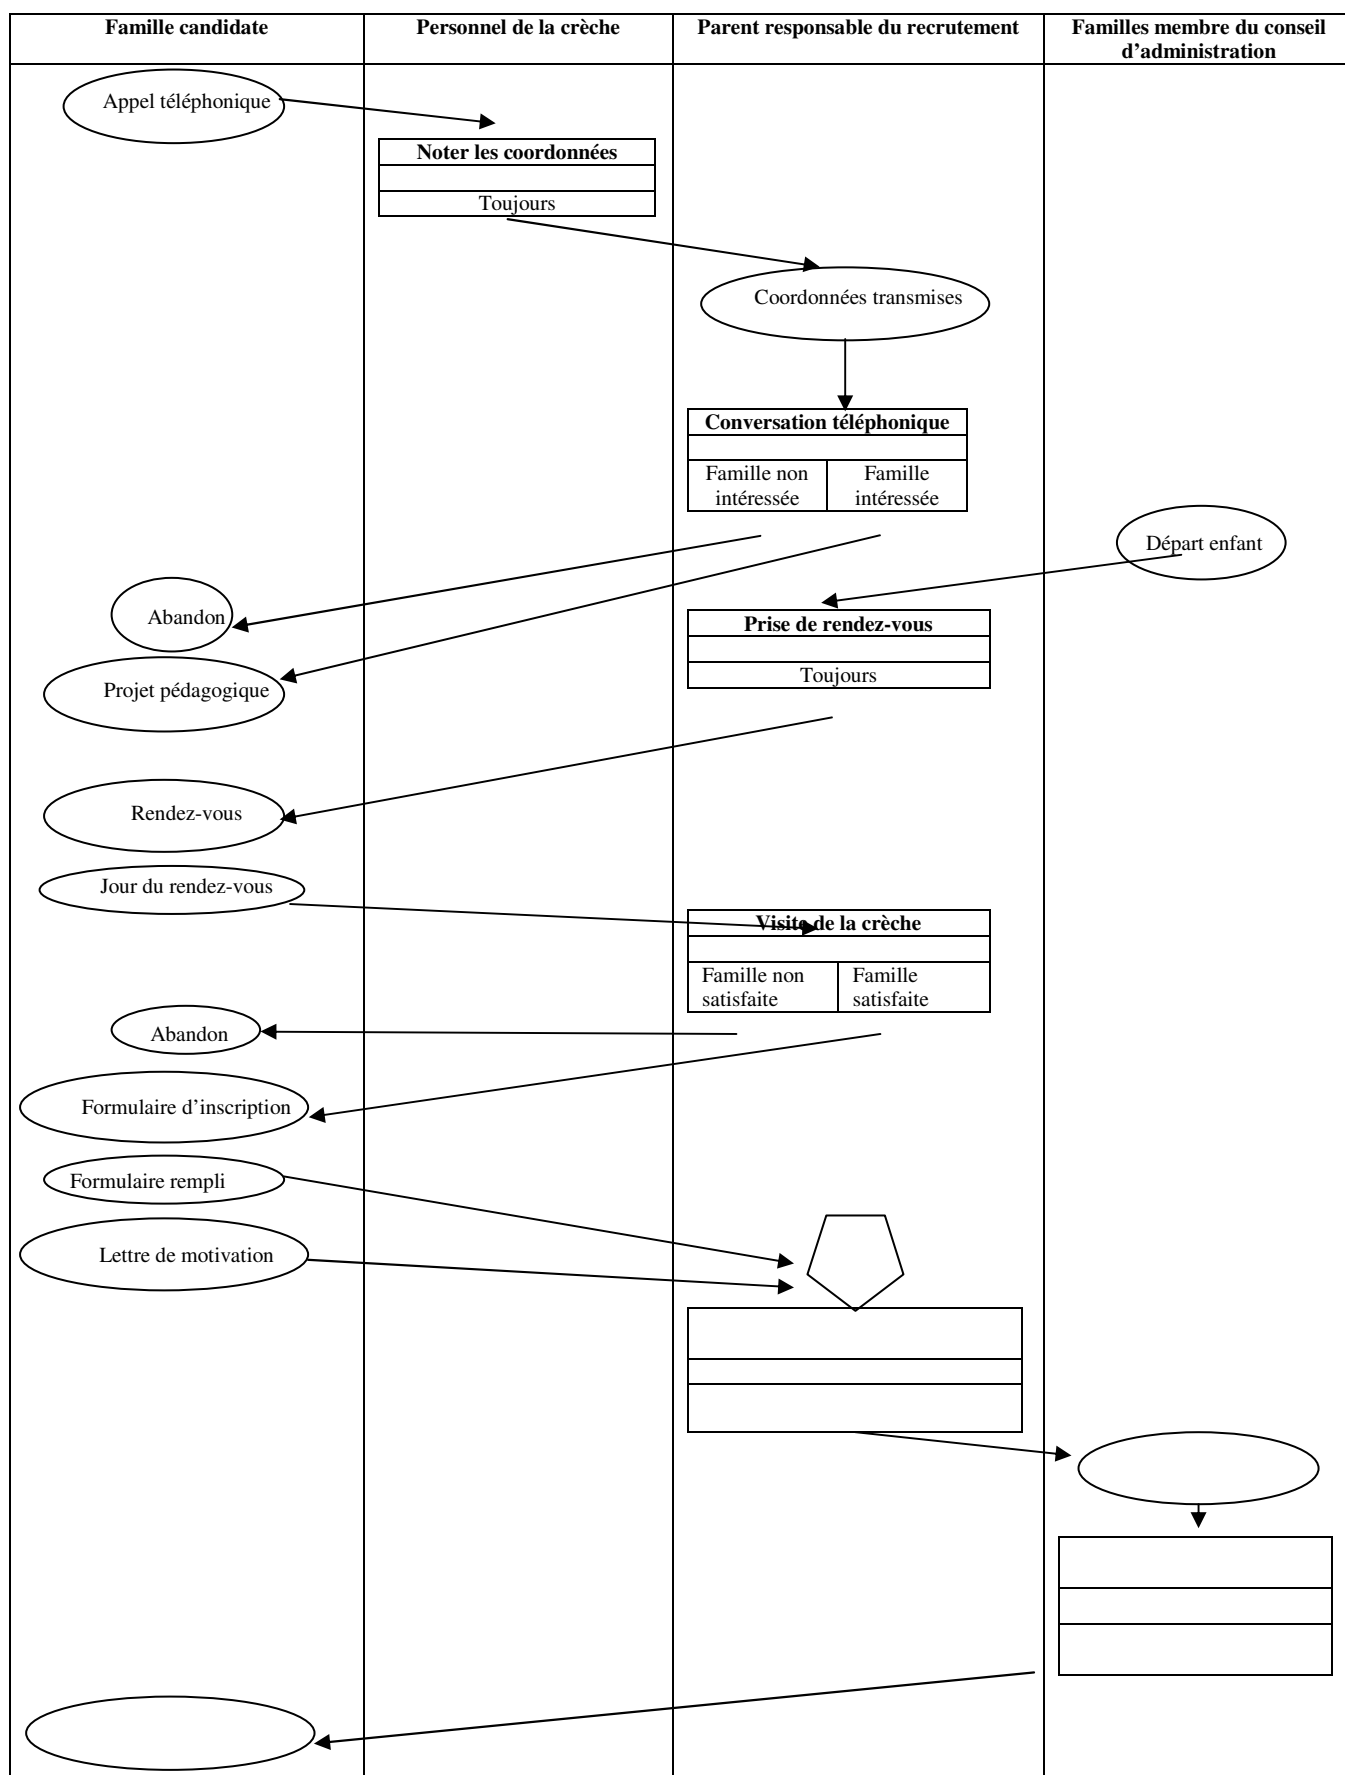 Famille candidate
Personnel de la crèche
Parent responsable du recrutement
Familles membre du conseil
d’administration
Appel téléphonique
Noter les coordonnées
Toujours
Coordonnées transmises
Conversation téléphonique
Famille non
intéressée
Famille
intéressée
Départ enfant
Abandon
Prise de rendez-vous
Toujours
Projet pédagogique
Rendez-vous
Jour du rendez-vous
Visite de la crèche
Famille non
satisfaite
Famille
satisfaite
Abandon
Formulaire d’inscription
Formulaire rempli
Lettre de motivation